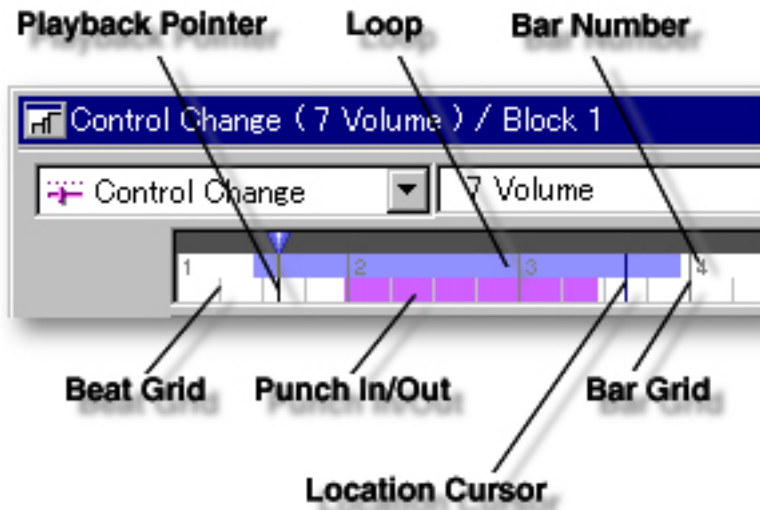 Playback Pointer Loop Bar Number
Control Change ( 7 Volume ) / Block 1
Control Change 7 Volume
1 2 3 4
Beat Grid Punch In/Out Bar Grid
Location Cursor